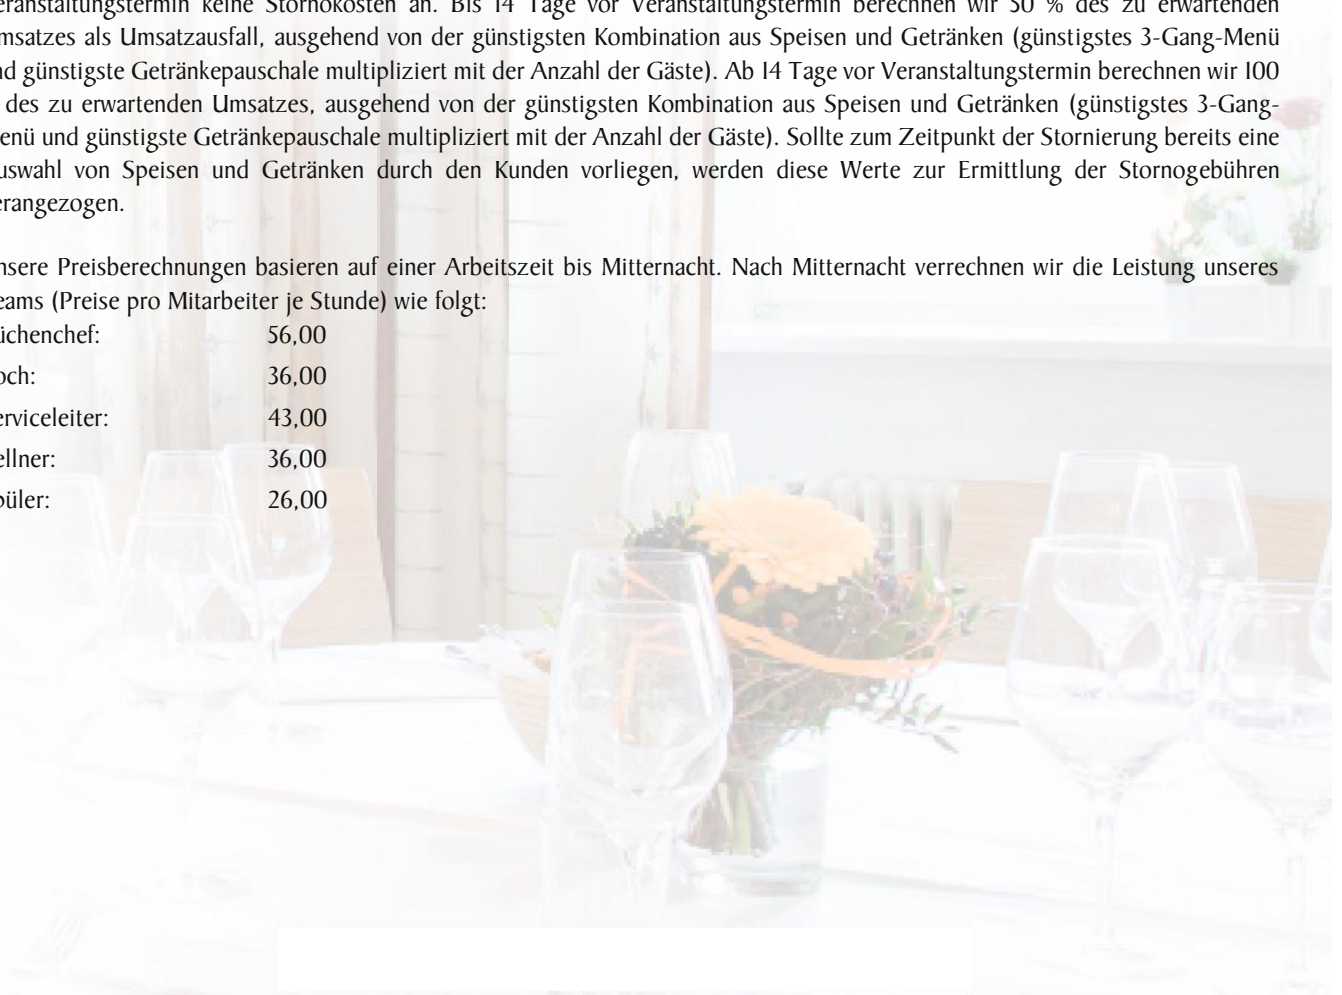 eranstaltungstermin keine Stornokosten an. Bis 14 Tage vor Veranstaltungstermin berechnen wir 50 % des zu erwartenden
msatzes als Umsatzausfall, ausgehend von der günstigsten Kombination aus Speisen und Getränken (günstigstes 3-Gang-Menü
nd günstigste Getränkepauschale multipliziert mit der Anzahl der Gäste). Ab 14 Tage vor Veranstaltungstermin berechnen wir 100
des zu erwartenden Umsatzes, ausgehend von der günstigsten Kombination aus Speisen und Getränken (günstigstes 3-Gang-
enü und günstigste Getränkepauschale multipliziert mit der Anzahl der Gäste). Sollte zum Zeitpunkt der Stornierung bereits eine
uswahl von Speisen und Getränken durch den Kunden vorliegen, werden diese Werte zur Ermittlung der Stornogebühren
erangezogen.
nsere Preisberechnungen basieren auf einer Arbeitszeit bis Mitternacht. Nach Mitternacht verrechnen wir die Leistung unseres
eams (Preise pro Mitarbeiter je Stunde) wie folgt:
üchenchef: 56,00
och: 36,00
erviceleiter: 43,00
ellner: 36,00
püler: 26,00